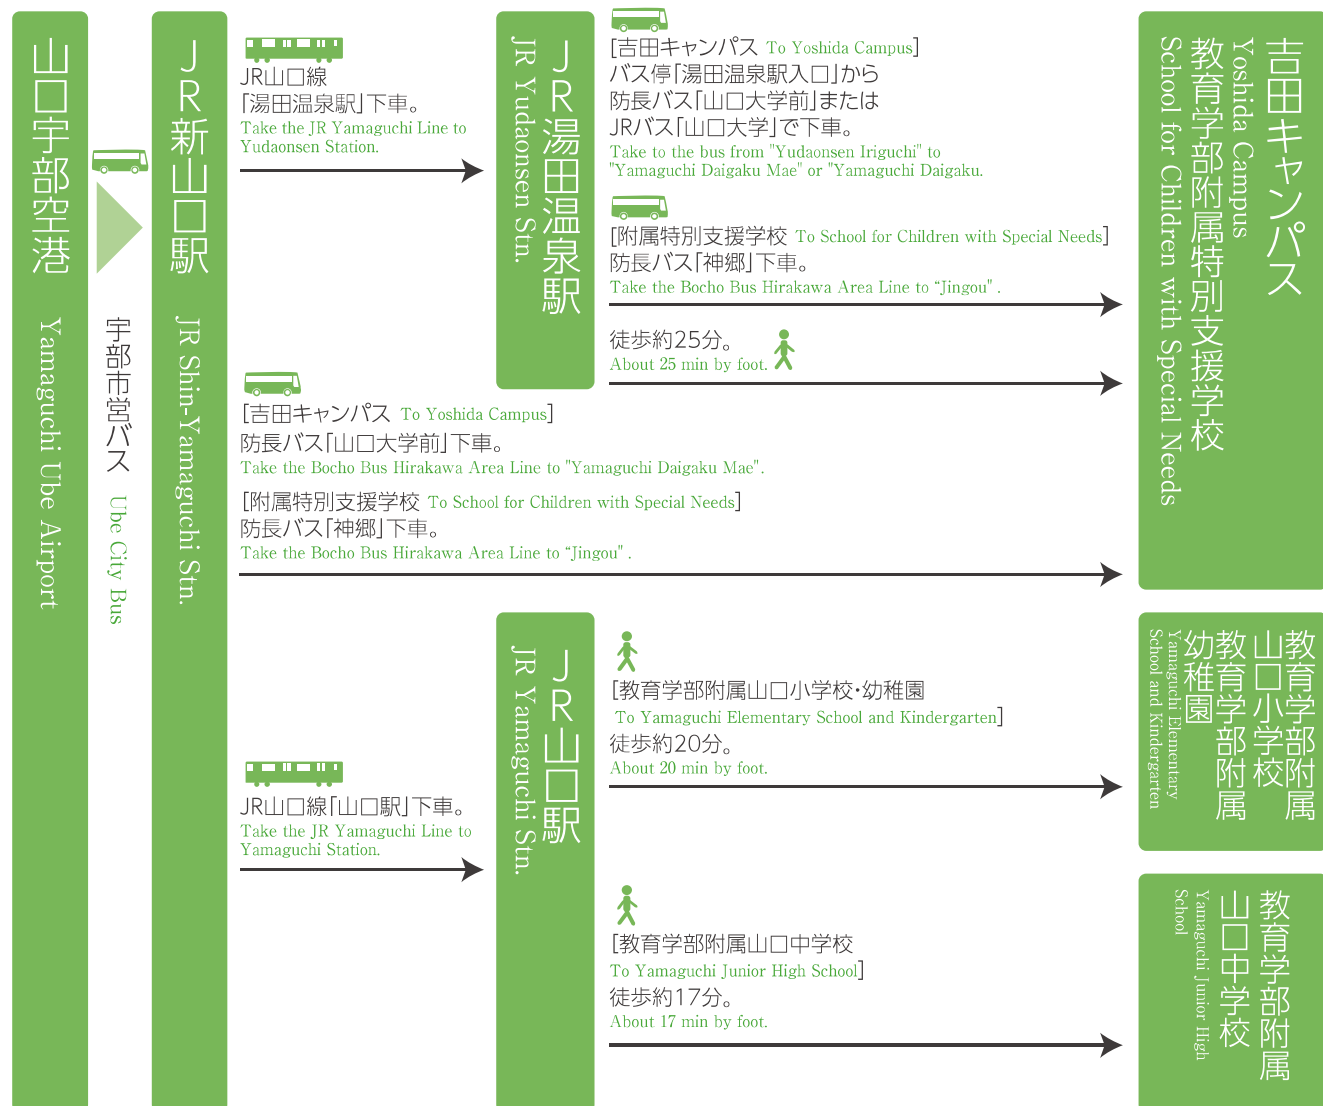 山口宇部空港
Yamaguchi Ube Airport
宇部市営バス
Ube City Bus
JR新山口駅
JR Shin-Yamaguchi Stn.
JR山口線
「湯田温泉駅」下車。
Take the JR Yamaguchi Line to
Yudaonsen Station.
JR湯田温泉駅
JR Yudaonsen Stn.
[吉田キャンパス To Yoshida Campus]
バス停「湯田温泉駅入口」から
防長バス「山口大学前」または
JRバス「山口大学」で下車。
Take to the bus from "Yudaonsen Iriguchi" to
"Yamaguchi Daigaku Mae" or "Yamaguchi Daigaku.
[附属特別支援学校 To School for Children with Special Needs]
防長バス「神郷」下車。
Take the Bocho Bus Hirakawa Area Line to “Jingou" .
徒歩約25分。
About 25 min by foot.
[吉田キャンパス To Yoshida Campus]
防長バス「山口大学前」下車。
Take the Bocho Bus Hirakawa Area Line to "Yamaguchi Daigaku Mae".
[附属特別支援学校 To School for Children with Special Needs]
防長バス「神郷」下車。
Take the Bocho Bus Hirakawa Area Line to “Jingou" .
吉田キャンパス
Yoshida Campus
教育学部附属特別支援学校
School for Children with Special Needs
JR山口線「山口駅」下車。
Take the JR Yamaguchi Line to
Yamaguchi Station.
JR山口駅
JR Yamaguchi Stn.
[教育学部附属山口小学校・幼稚園
To Yamaguchi Elementary School and Kindergarten]
徒歩約20分。
About 20 min by foot.
教育学部附属
山口小学校
教育学部附属
幼稚園
Yamaguchi Elementary
School and Kindergarten
[教育学部附属山口中学校
To Yamaguchi Junior High School]
徒歩約17分。
About 17 min by foot.
教育学部附属
山口中学校
Yamaguchi Junior High
School